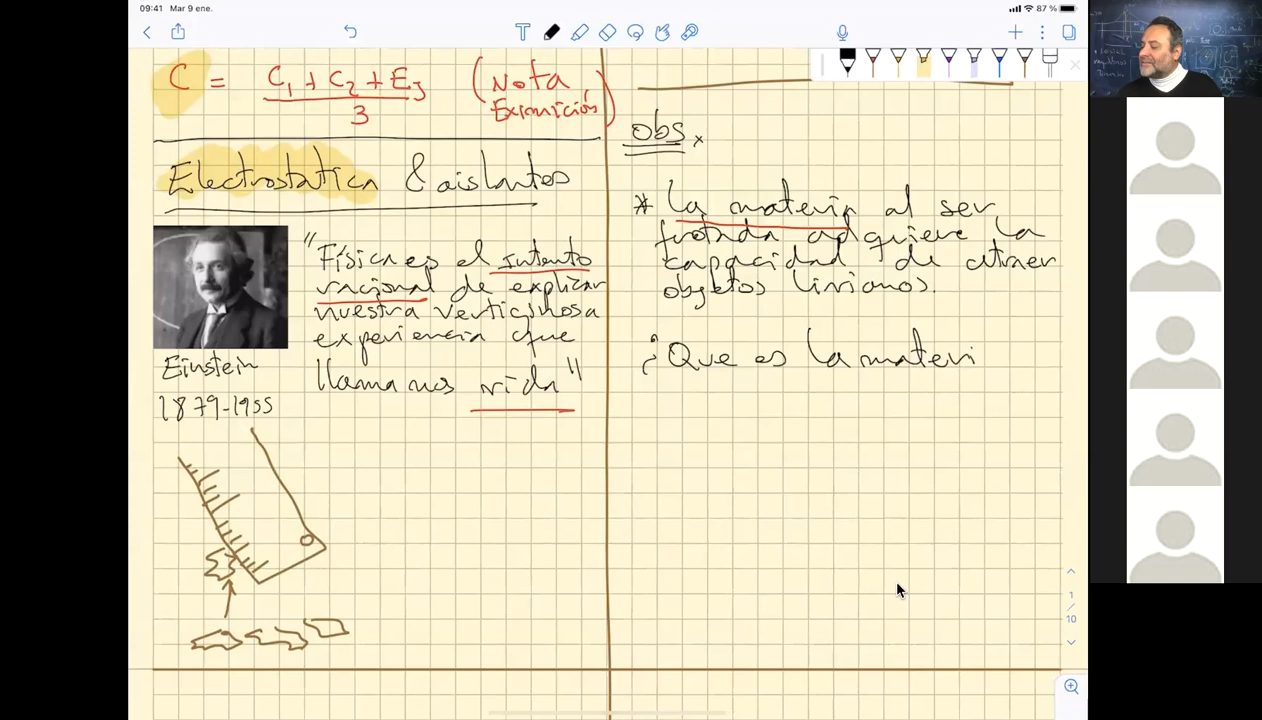 09:41 Mar 9 ene.
87 %
C = C₁ + C₂ + EJ / 3 (Nota Eximición)
Electrostatica & aislantes
"Física es el intento
racional de explicar
nuestra vertiginosa
experiencia que
llamamos vida"
Einstein
1879-1955
obs
* la materia al ser
frotada adquiere la
capacidad de atraer
objetos livianos.
¿Que es la materi
1
/
10